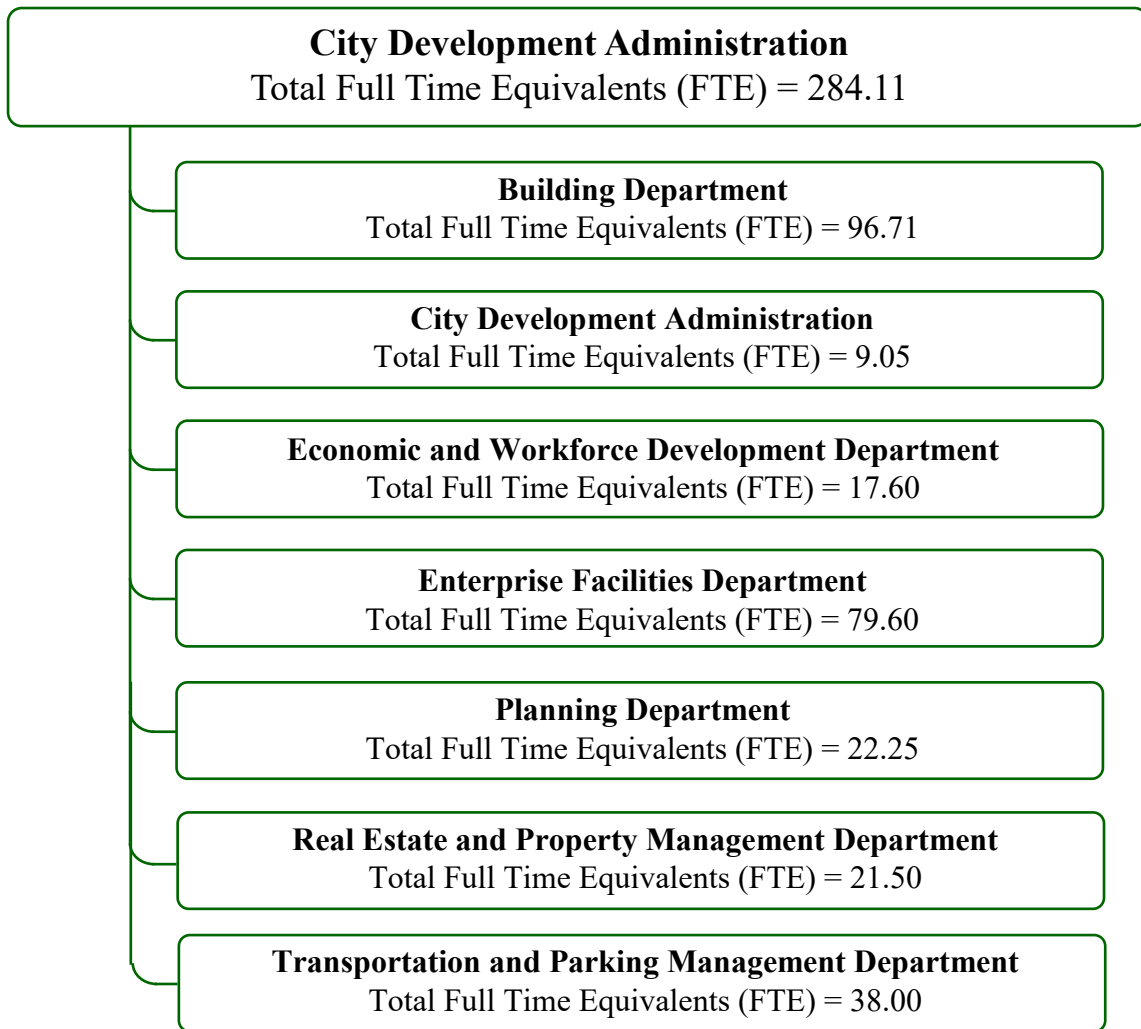 City Development Administration
Total Full Time Equivalents (FTE) = 284.11
Building Department
Total Full Time Equivalents (FTE) = 96.71
City Development Administration
Total Full Time Equivalents (FTE) = 9.05
Economic and Workforce Development Department
Total Full Time Equivalents (FTE) = 17.60
Enterprise Facilities Department
Total Full Time Equivalents (FTE) = 79.60
Planning Department
Total Full Time Equivalents (FTE) = 22.25
Real Estate and Property Management Department
Total Full Time Equivalents (FTE) = 21.50
Transportation and Parking Management Department
Total Full Time Equivalents (FTE) = 38.00